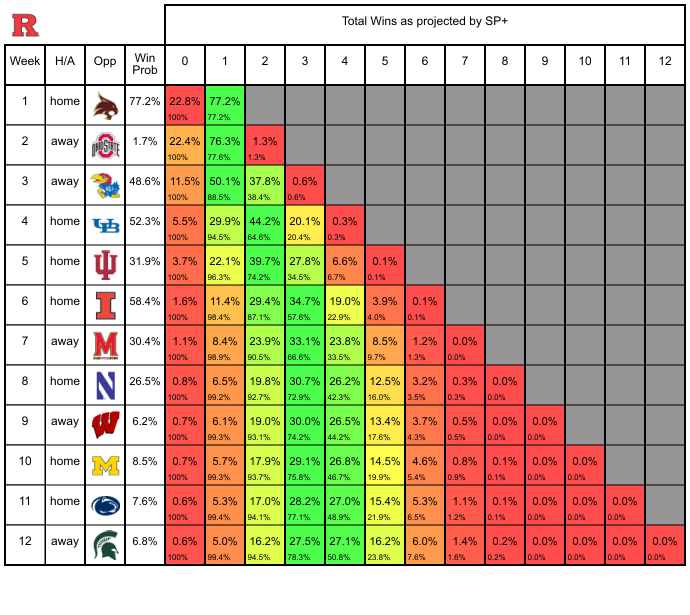 R
Total Wins as projected by SP+
Week H/A Opp Win Prob 0 1 2 3 4 5 6 7 8 9 10 11 12
1 home 77.2% 22.8% 77.2%
100% 77.2%
2 away OHIO STATE 1.7% 22.4% 76.3% 1.3%
100% 77.6% 1.3%
3 away KU 48.6% 11.5% 50.1% 37.8% 0.6%
100% 88.5% 38.4% 0.6%
4 home UB 52.3% 5.5% 29.9% 44.2% 20.1% 0.3%
100% 94.5% 64.6% 20.4% 0.3%
5 home 31.9% 3.7% 22.1% 39.7% 27.8% 6.6% 0.1%
100% 96.3% 74.2% 34.5% 6.7% 0.1%
6 home I 58.4% 1.6% 11.4% 29.4% 34.7% 19.0% 3.9% 0.1%
100% 98.4% 87.1% 57.6% 22.9% 4.0% 0.1%
7 away M 30.4% 1.1% 8.4% 23.9% 33.1% 23.8% 8.5% 1.2% 0.0%
100% 98.9% 90.5% 66.6% 33.5% 9.7% 1.3% 0.0%
8 home N 26.5% 0.8% 6.5% 19.8% 30.7% 26.2% 12.5% 3.2% 0.3% 0.0%
100% 99.2% 92.7% 72.9% 42.3% 16.0% 3.5% 0.3% 0.0%
9 away W 6.2% 0.7% 6.1% 19.0% 30.0% 26.5% 13.4% 3.7% 0.5% 0.0% 0.0%
100% 99.3% 93.1% 74.2% 44.2% 17.6% 4.3% 0.5% 0.0% 0.0%
10 home M 8.5% 0.7% 5.7% 17.9% 29.1% 26.8% 14.5% 4.6% 0.8% 0.1% 0.0% 0.0%
100% 99.3% 93.7% 75.8% 46.7% 19.9% 5.4% 0.9% 0.1% 0.0% 0.0%
11 home 7.6% 0.6% 5.3% 17.0% 28.2% 27.0% 15.4% 5.3% 1.1% 0.1% 0.0% 0.0% 0.0%
100% 99.4% 94.1% 77.1% 48.9% 21.9% 6.5% 1.2% 0.1% 0.0% 0.0% 0.0%
12 away 6.8% 0.6% 5.0% 16.2% 27.5% 27.1% 16.2% 6.0% 1.4% 0.2% 0.0% 0.0% 0.0% 0.0%
100% 99.4% 94.5% 78.3% 50.8% 23.8% 7.6% 1.6% 0.2% 0.0% 0.0% 0.0% 0.0%